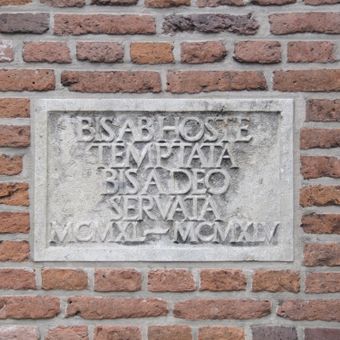 BIS AB HOSTE
TEMPTATA
BIS A DEO
SERVATA
MCMXL — MCMXLV